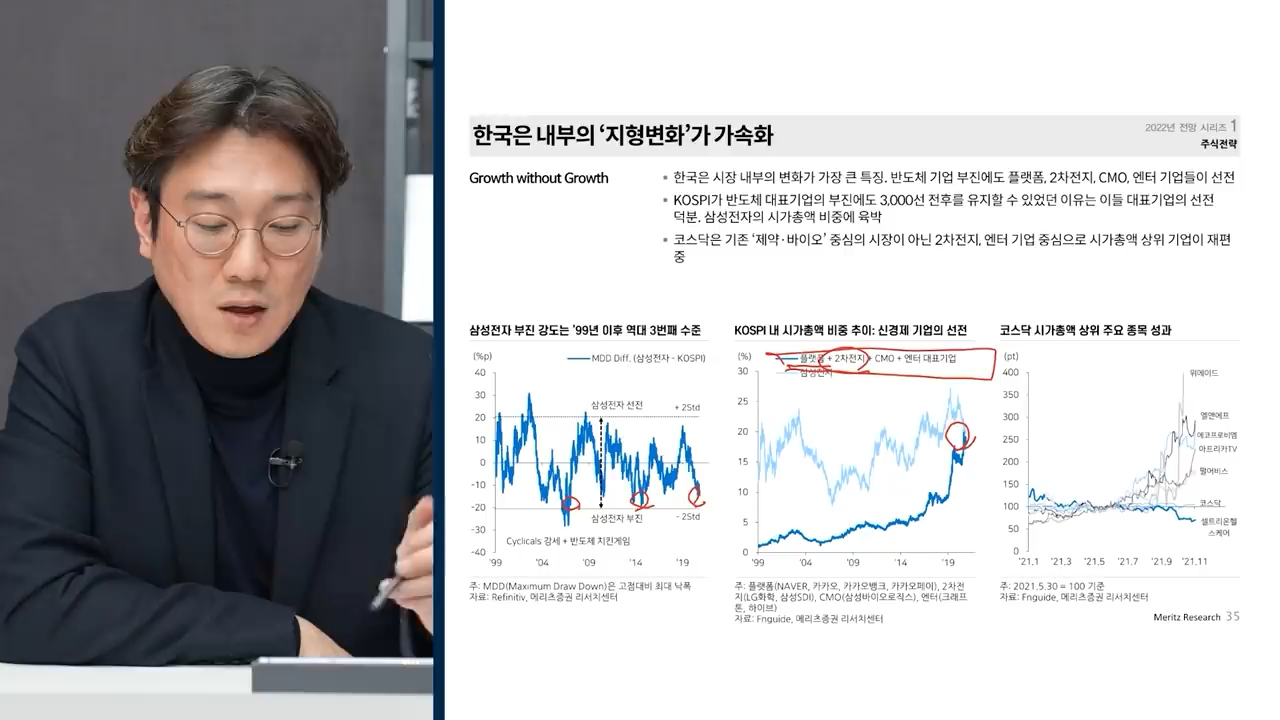 한국은 내부의 ‘지형변화’가 가속화
2022년 전망 시리즈 1
주식전략
Growth without Growth
▪ 한국은 시장 내부의 변화가 가장 큰 특징. 반도체 기업 부진에도 플랫폼, 2차전지, CMO, 엔터 기업들이 선전
▪ KOSPI가 반도체 대표기업의 부진에도 3,000선 전후를 유지할 수 있었던 이유는 이들 대표기업의 선전
덕분. 삼성전자의 시가총액 비중에 육박
▪ 코스닥은 기존 ‘제약·바이오’ 중심의 시장이 아닌 2차전지, 엔터 기업 중심으로 시가총액 상위 기업이 재편
중
삼성전자 부진 강도는 ’99년 이후 역대 3번째 수준
(%p)
MDD Diff. (삼성전자 - KOSPI)
40
30
20
10
0
-10
-20
-30
-40
삼성전자 선전
+ 2Std
삼성전자 부진
- 2Std
Cyclicals 강세 + 반도체 치킨게임
'99 '04 '09 '14 '19
주: MDD(Maximum Draw Down)은 고점대비 최대 낙폭
자료: Refinitiv, 메리츠증권 리서치센터
KOSPI 내 시가총액 비중 추이: 신경제 기업의 선전
(%)
플랫폼 + 2차전지 + CMO + 엔터 대표기업
삼성전자
30
25
20
15
10
5
0
'99 '04 '09 '14 '19
주: 플랫폼(NAVER, 카카오, 카카오뱅크, 카카오페이), 2차전
지(LG화학, 삼성SDI), CMO(삼성바이오로직스), 엔터(크래프
톤, 하이브)
자료: Fnguide, 메리츠증권 리서치센터
코스닥 시가총액 상위 주요 종목 성과
(pt)
400
350
300
250
200
150
100
50
0
위메이드
엘앤에프
에코프로비엠
아프리카TV
펄어비스
코스닥
셀트리온헬
스케어
'21.1 '21.3 '21.5 '21.7 '21.9 '21.11
주: 2021.5.30 = 100 기준
자료: Fnguide, 메리츠증권 리서치센터
Meritz Research 35